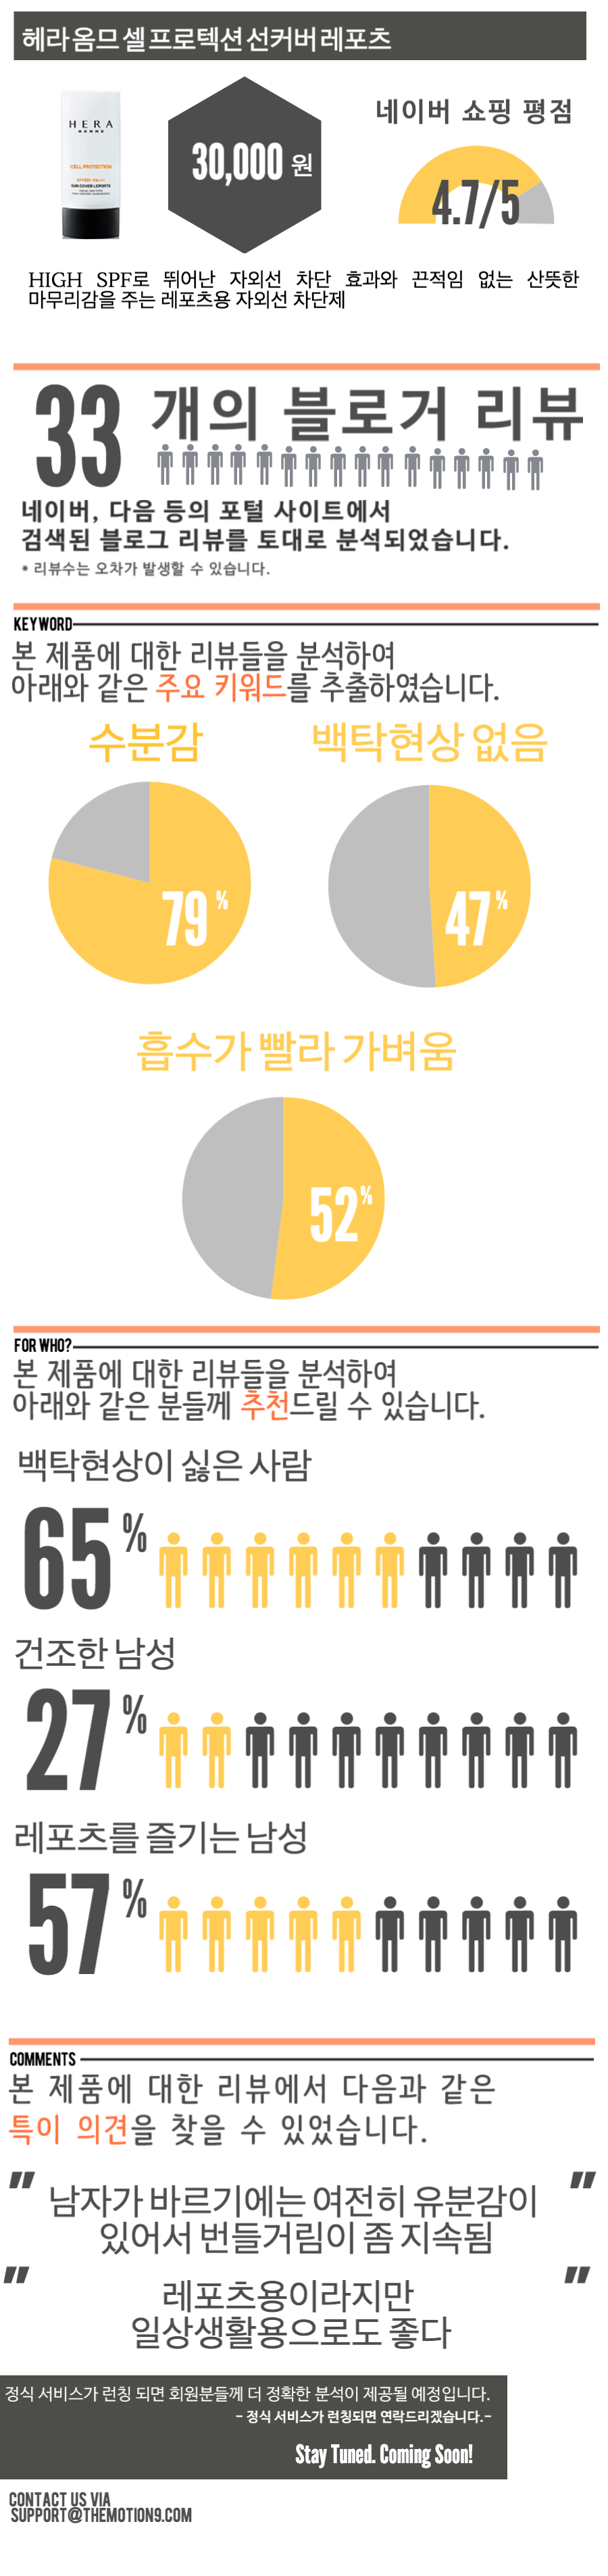 헤라 옴므 셀 프로텍션 선커버 레포츠
HERA
HOMME
CELL PROTECTION
SUN COVER LEPORTS
30,000 원
네이버 쇼핑 평점
4.7/5
HIGH SPF로 뛰어난 자외선 차단 효과와 끈적임 없는 산뜻한
마무리감을 주는 레포츠용 자외선 차단제
33 개의 블로거 리뷰
네이버, 다음 등의 포털 사이트에서
검색된 블로그 리뷰를 토대로 분석되었습니다.
* 리뷰수는 오차가 발생할 수 있습니다.
KEYWORD
본 제품에 대한 리뷰들을 분석하여
아래와 같은 주요 키워드를 추출하였습니다.
수분감
백탁현상 없음
79%
47%
흡수가 빨라 가벼움
52%
FOR WHO?
본 제품에 대한 리뷰들을 분석하여
아래와 같은 분들께 추천드릴 수 있습니다.
백탁현상이 싫은 사람
65%
건조한 남성
27%
레포츠를 즐기는 남성
57%
COMMENTS
본 제품에 대한 리뷰에서 다음과 같은
특이 의견을 찾을 수 있었습니다.
" 남자가 바르기에는 여전히 유분감이 "
있어서 번들거림이 좀 지속됨
" 레포츠용이라지만 "
일상생활용으로도 좋다
정식 서비스가 런칭 되면 회원분들께 더 정확한 분석이 제공될 예정입니다.
- 정식 서비스가 런칭되면 연락드리겠습니다.-
Stay Tuned. Coming Soon!
CONTACT US VIA
SUPPORT@THEMOTION9.COM